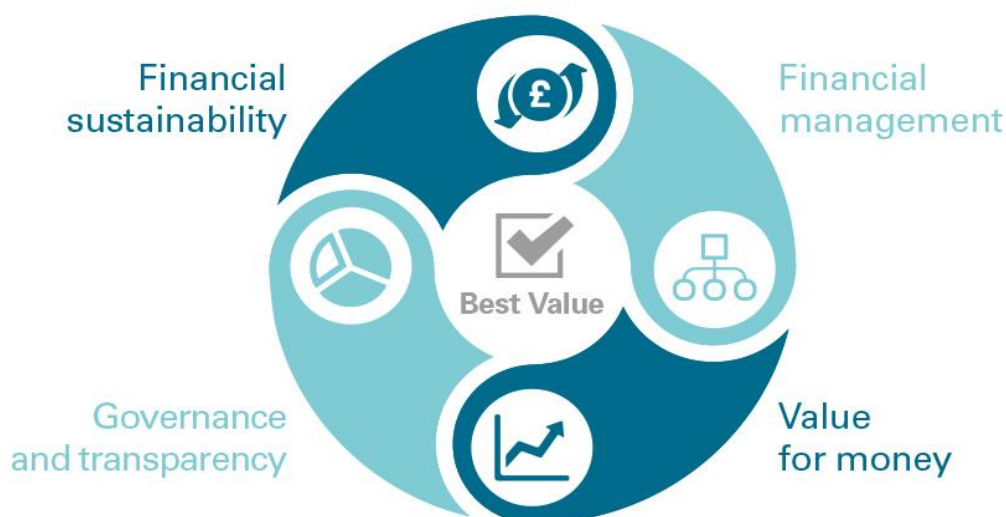 Financial
sustainability
Financial
management
£
Best Value
Governance
and transparency
Value
for money